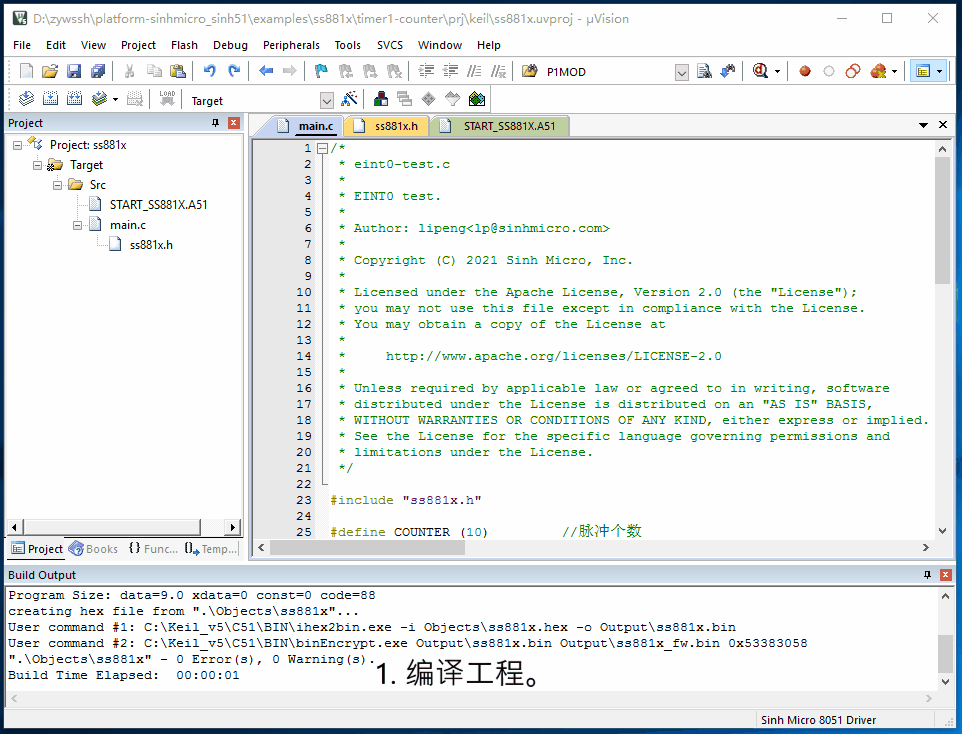 D:\zywssh\platform-sinhmicro_sinh51\examples\ss881x\timer1-counter\prj\keil\ss881x.uvproj - µVision
File Edit View Project Flash Debug Peripherals Tools SVCS Window Help
P1MOD
LOAD
Target
Project
main.c ss881x.h START_SS881X.A51
Project: ss881x
Target
Src
START_SS881X.A51
main.c
ss881x.h
1 /*
2 * eint0-test.c
3 *
4 * EINT0 test.
5 *
6 * Author: lipeng<lp@sinhmicro.com>
7 *
8 * Copyright (C) 2021 Sinh Micro, Inc.
9 *
10 * Licensed under the Apache License, Version 2.0 (the "License");
11 * you may not use this file except in compliance with the License.
12 * You may obtain a copy of the License at
13 *
14 *     http://www.apache.org/licenses/LICENSE-2.0
15 *
16 * Unless required by applicable law or agreed to in writing, software
17 * distributed under the License is distributed on an "AS IS" BASIS,
18 * WITHOUT WARRANTIES OR CONDITIONS OF ANY KIND, either express or implied.
19 * See the License for the specific language governing permissions and
20 * limitations under the License.
21 */
22
23 #include "ss881x.h"
24
25 #define COUNTER (10) //脉冲个数
Project Books {} Func... {} Temp...
Build Output
Program Size: data=9.0 xdata=0 const=0 code=88
creating hex file from ".\Objects\ss881x"...
User command #1: C:\Keil_v5\C51\BIN\ihex2bin.exe -i Objects\ss881x.hex -o Output\ss881x.bin
User command #2: C:\Keil_v5\C51\BIN\binEncrypt.exe Output\ss881x.bin Output\ss881x_fw.bin 0x53383058
".\Objects\ss881x" - 0 Error(s), 0 Warning(s).
Build Time Elapsed:  00:00:01
1. 编译工程。
Sinh Micro 8051 Driver